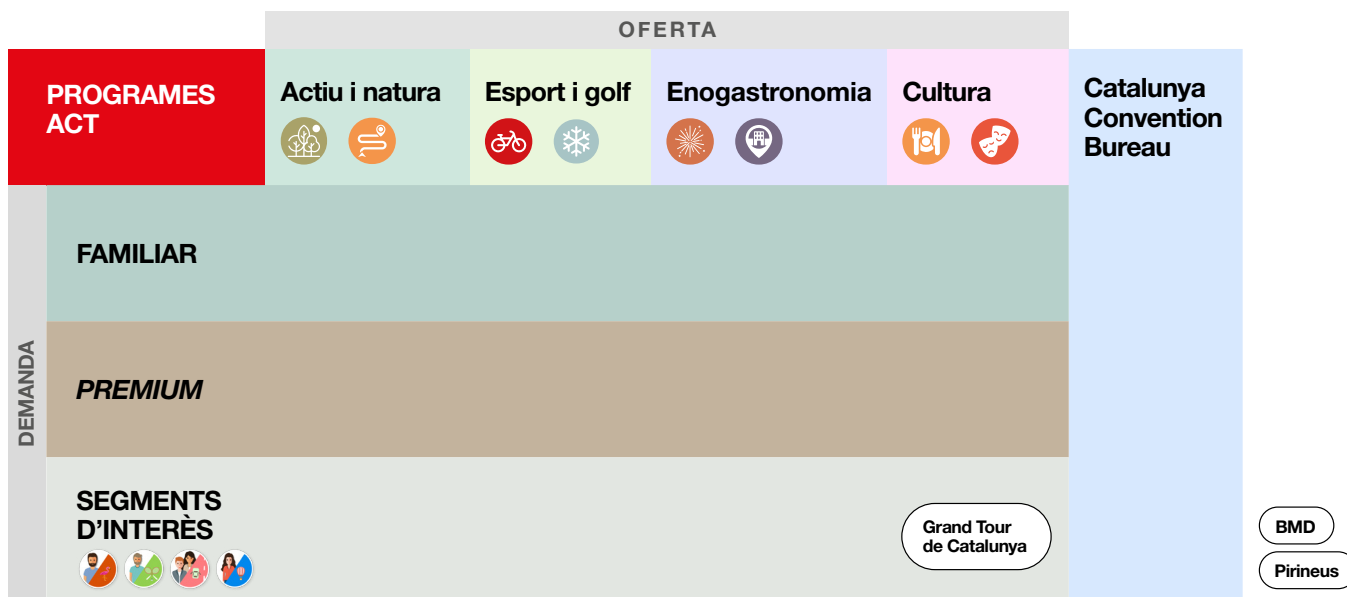 OFERTA
PROGRAMES
ACT
Actiu i natura
Esport i golf
Enogastronomia
Cultura
Catalunya
Convention
Bureau
DEMANDA
FAMILIAR
PREMIUM
SEGMENTS
D’INTERÈS
Grand Tour
de Catalunya
BMD
Pirineus